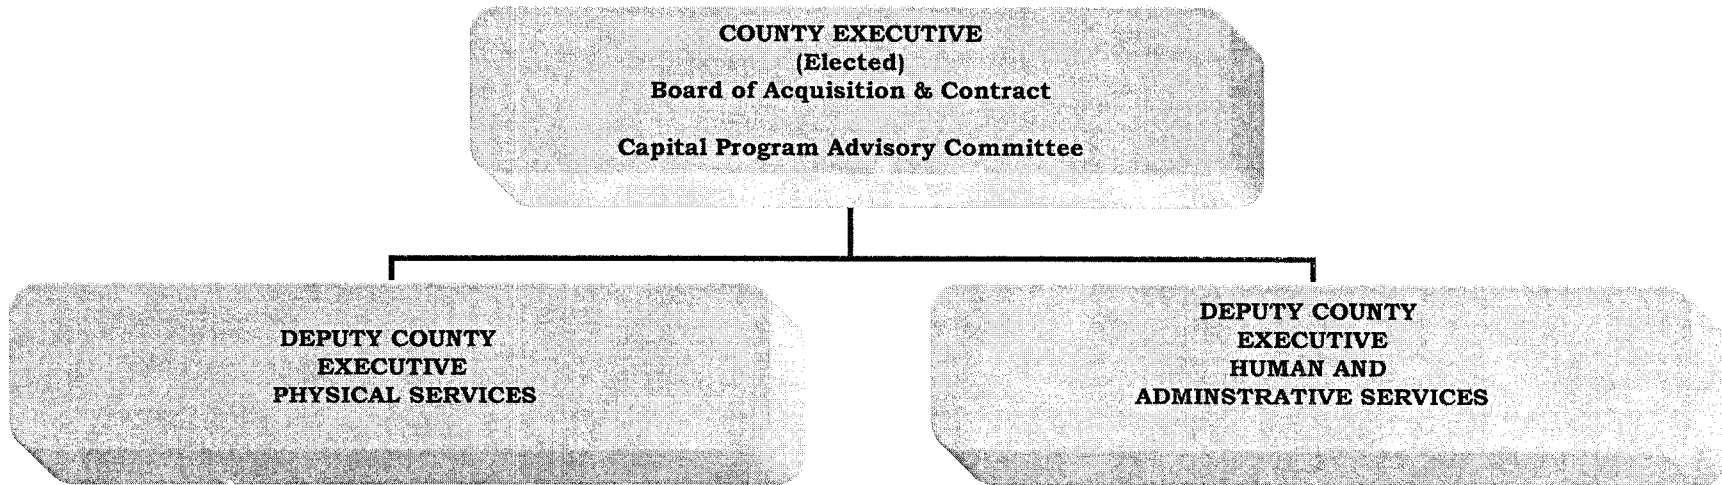 COUNTY EXECUTIVE
(Elected)
Board of Acquisition & Contract
Capital Program Advisory Committee
DEPUTY COUNTY
EXECUTIVE
PHYSICAL SERVICES
DEPUTY COUNTY
EXECUTIVE
HUMAN AND
ADMINSTRATIVE SERVICES